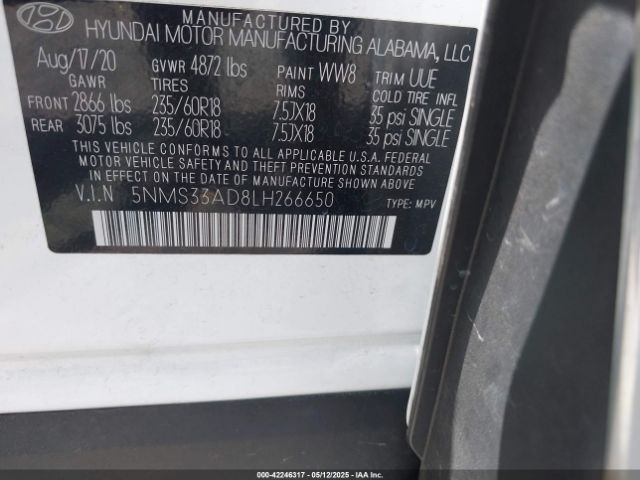 MANUFACTURED BY
HYUNDAI MOTOR MANUFACTURING ALABAMA, LLC
Aug/17/20 GVWR 4872 lbs PAINT WW8 TRIM UUE
GAWR TIRES RIMS COLD TIRE INFL
FRONT 2866 lbs 235/60R18 7.5JX18 35 psi SINGLE
REAR 3075 lbs 235/60R18 7.5JX18 35 psi SINGLE
THIS VEHICLE CONFORMS TO ALL APPLICABLE U.S.A. FEDERAL
MOTOR VEHICLE SAFETY AND THEFT PREVENTION STANDARDS
IN EFFECT ON THE DATE OF MANUFACTURE SHOWN ABOVE.
V.I.N 5NMS33AD8LH266650 TYPE: MPV
000-42246317 - 05/12/2025 - IAA, Inc.